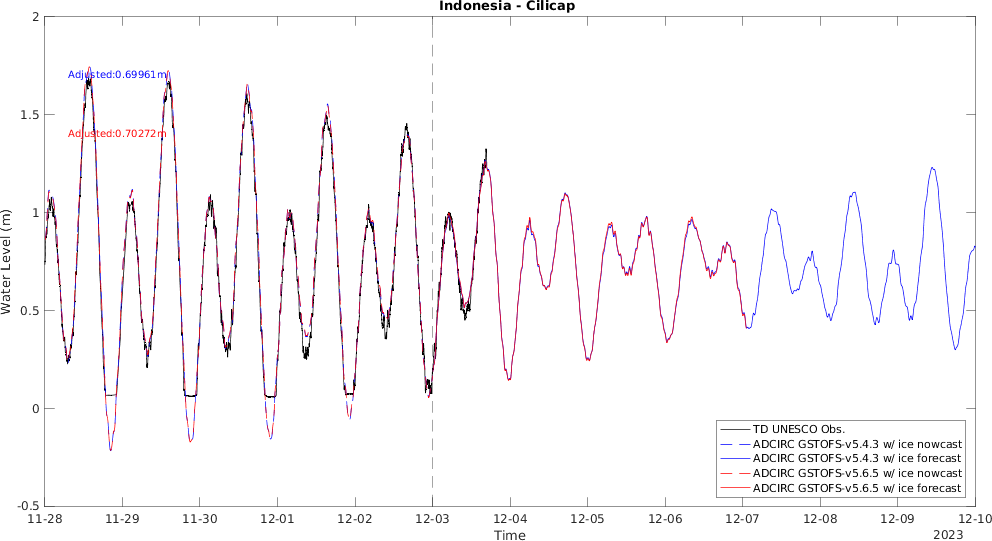 Indonesia - Cilicap
2
1.5
1
0.5
0
-0.5
Water Level (m)
Adjusted:0.69961m
Adjusted:0.70272m
TD UNESCO Obs.
ADCIRC GSTOFS-v5.4.3 w/ ice nowcast
ADCIRC GSTOFS-v5.4.3 w/ ice forecast
ADCIRC GSTOFS-v5.6.5 w/ ice nowcast
ADCIRC GSTOFS-v5.6.5 w/ ice forecast
11-28 11-29 11-30 12-01 12-02 12-03 12-04 12-05 12-06 12-07 12-08 12-09 12-10
Time
2023